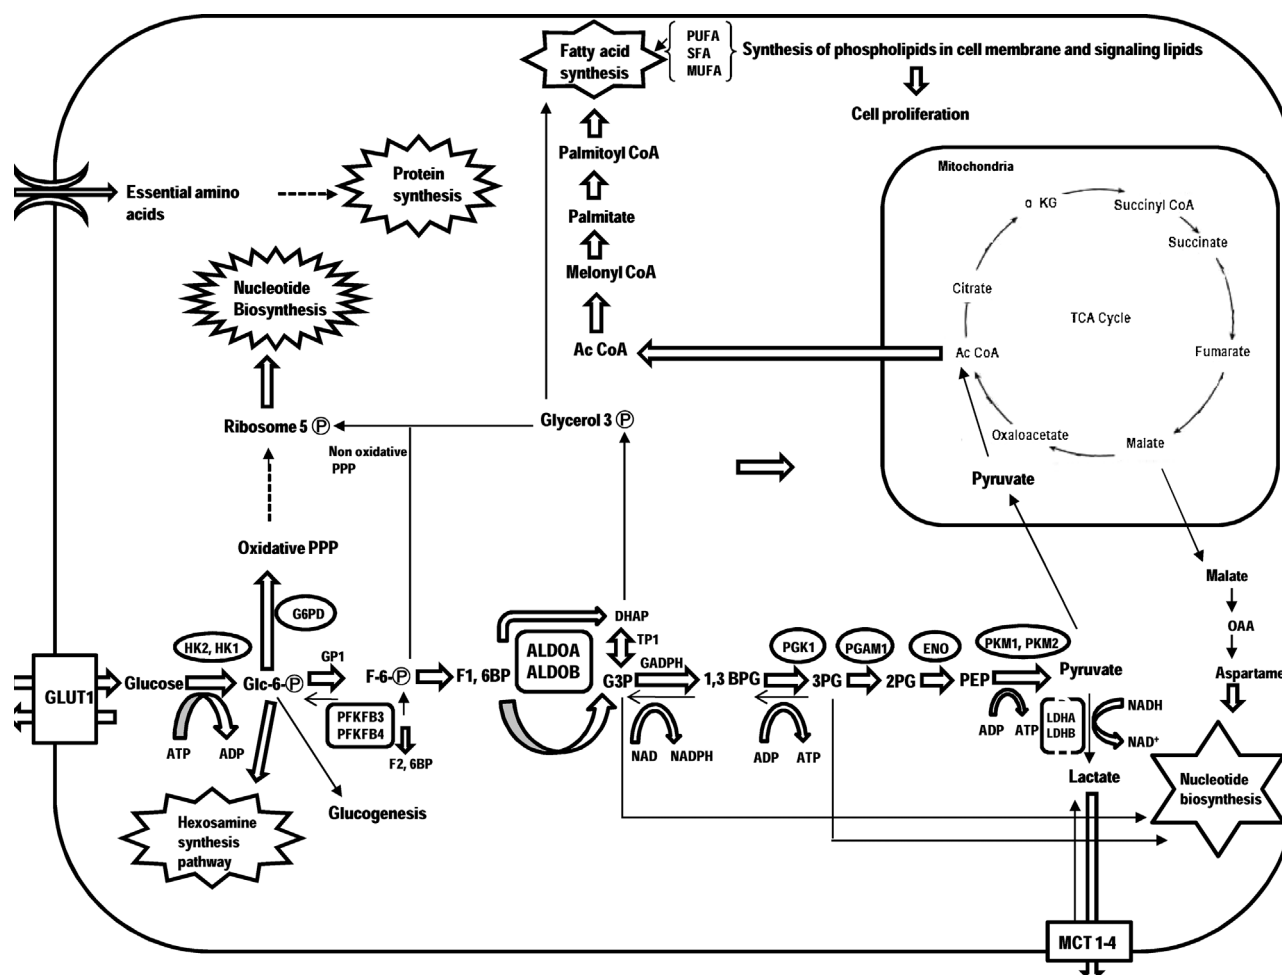 PUFA
SFA
MUFA
Fatty acid
synthesis
Synthesis of phospholipids in cell membrane and signaling lipids
Cell proliferation
Palmitoyl CoA
Palmitate
Melonyl CoA
Ac CoA
Protein
synthesis
Essential amino
acids
Nucleotide
Biosynthesis
Mitochondria
α KG
Succinyl CoA
Succinate
Citrate
TCA Cycle
Ac CoA
Fumarate
Oxaloacetate
Malate
Pyruvate
Ribosome 5 P
Non oxidative
PPP
Glycerol 3 P
Oxidative PPP
G6PD
HK2, HK1
GLUT1
Glucose
Glc-6-P
GP1
F-6-P
F1, 6BP
ATP
ADP
PFKFB3
PFKFB4
F2, 6BP
Glucogenesis
Hexosamine
synthesis
pathway
ALDOA
ALDOB
DHAP
TP1
GADPH
G3P
NAD
NADPH
1,3 BPG
PGK1
ADP
ATP
3PG
PGAM1
2PG
ENO
PEP
PKM1, PKM2
ADP
ATP
Pyruvate
LDHA
LDHB
NADH
NAD+
Lactate
MCT 1-4
Malate
OAA
Aspartame
Nucleotide
biosynthesis